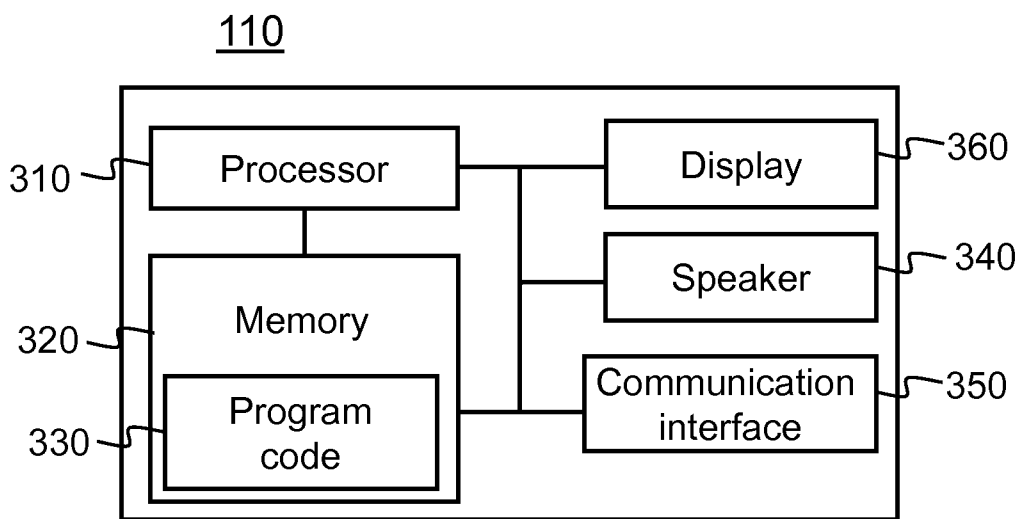 110
310
Processor
Display
360
Speaker
340
320
Memory
330
Program
code
Communication
interface
350